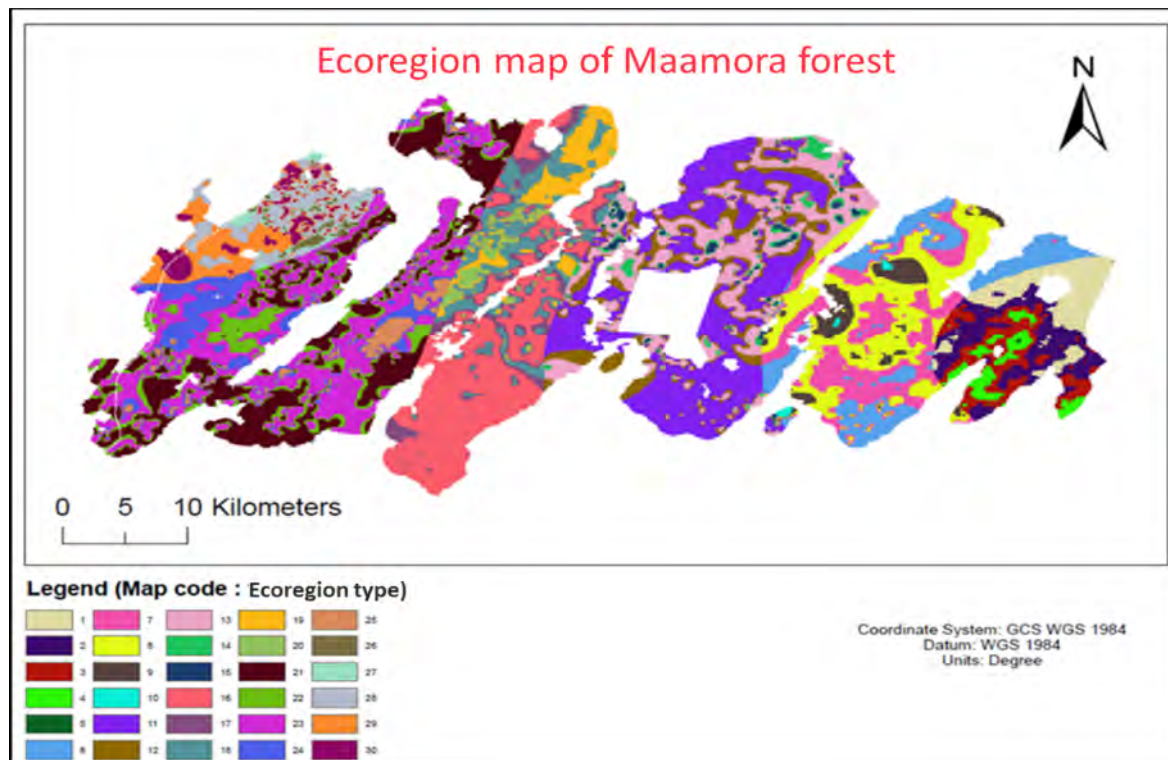 Ecoregion map of Maamora forest
N
0 5 10 Kilometers
Legend (Map code : Ecoregion type)
1 7 13 19 25
2 8 14 20 26
3 9 15 21 27
4 10 16 22 28
5 11 17 23 29
6 12 18 24 30
Coordinate System: GCS WGS 1984
Datum: WGS 1984
Units: Degree